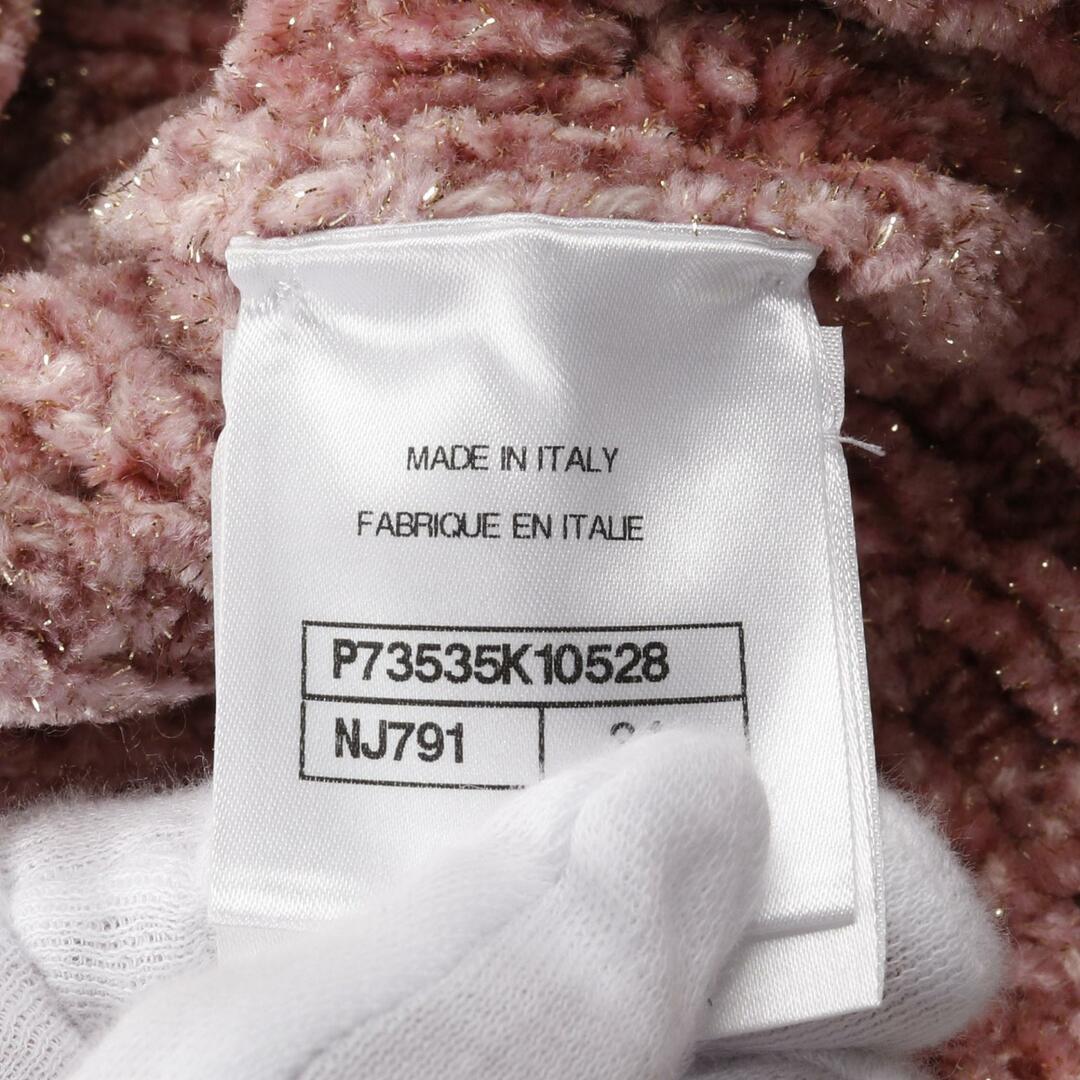 MADE IN ITALY
FABRIQUE EN ITALIE
P73535K10528
NJ791